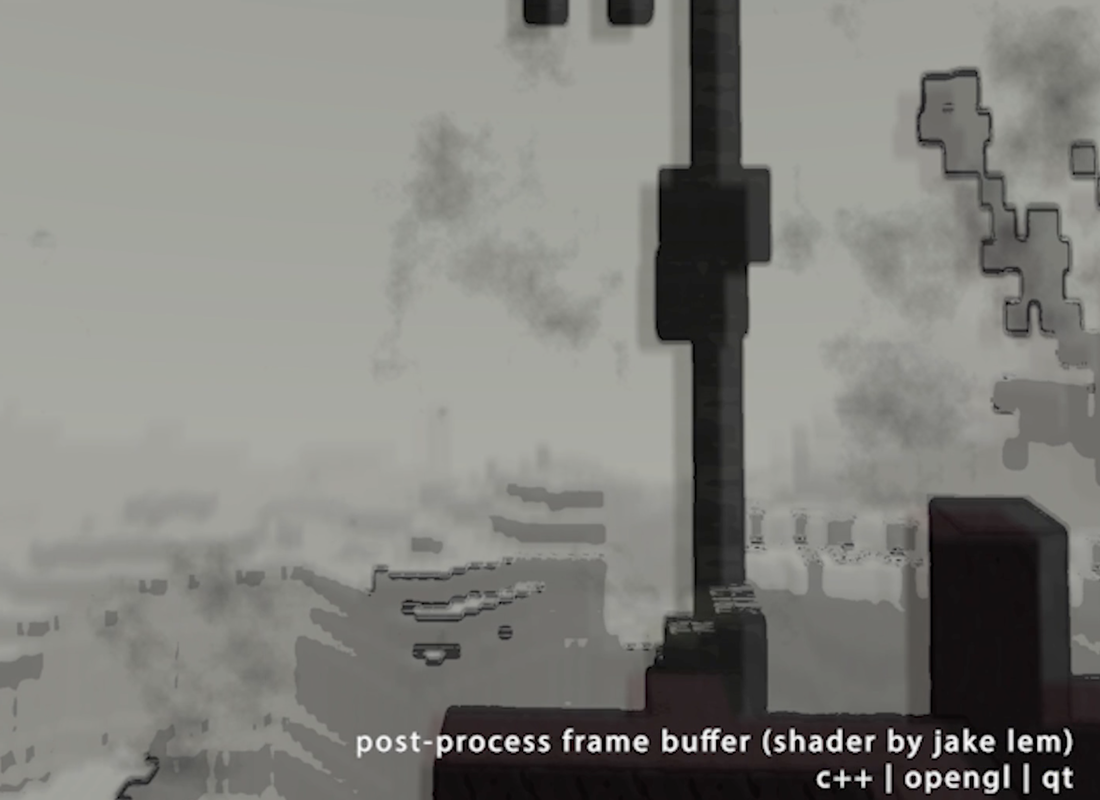 post-process frame buffer (shader by jake lem)
c++ | opengl | qt